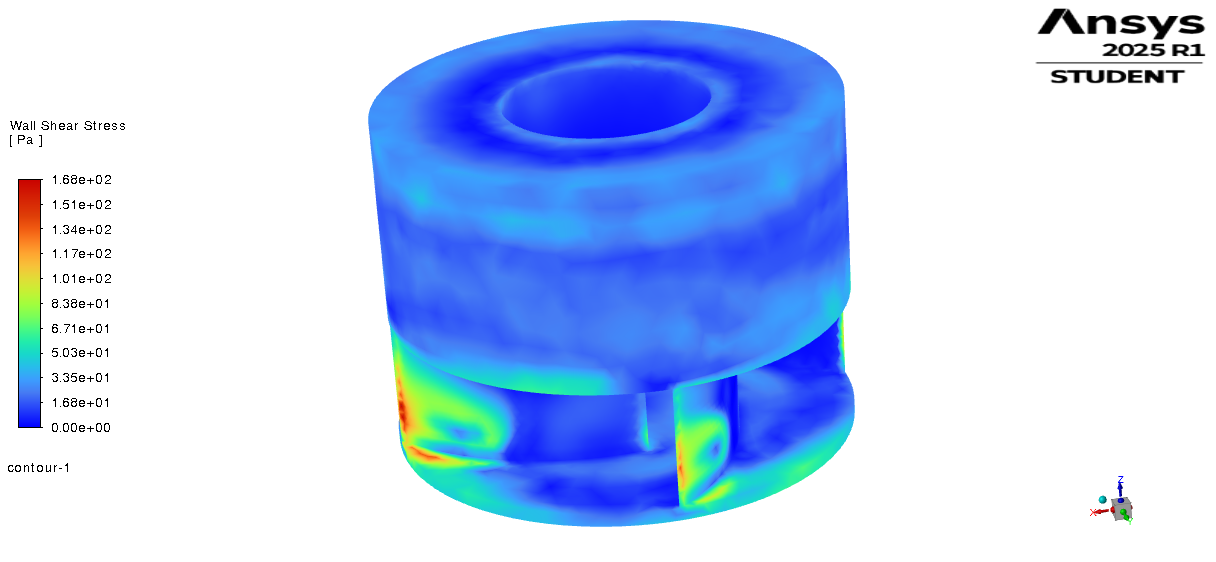 Ansys
2025 R1
STUDENT
Wall Shear Stress
[ Pa ]
1.68e+02
1.51e+02
1.34e+02
1.17e+02
1.01e+02
8.38e+01
6.71e+01
5.03e+01
3.35e+01
1.68e+01
0.00e+00
contour-1
Z
X
Y